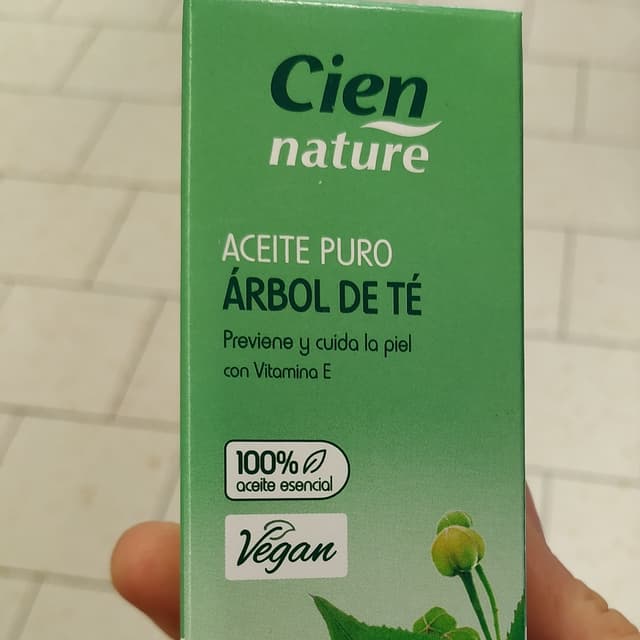 Cien
nature
ACEITE PURO
ÁRBOL DE TÉ
Previene y cuida la piel
con Vitamina E
100%
aceite esencial
Vegan